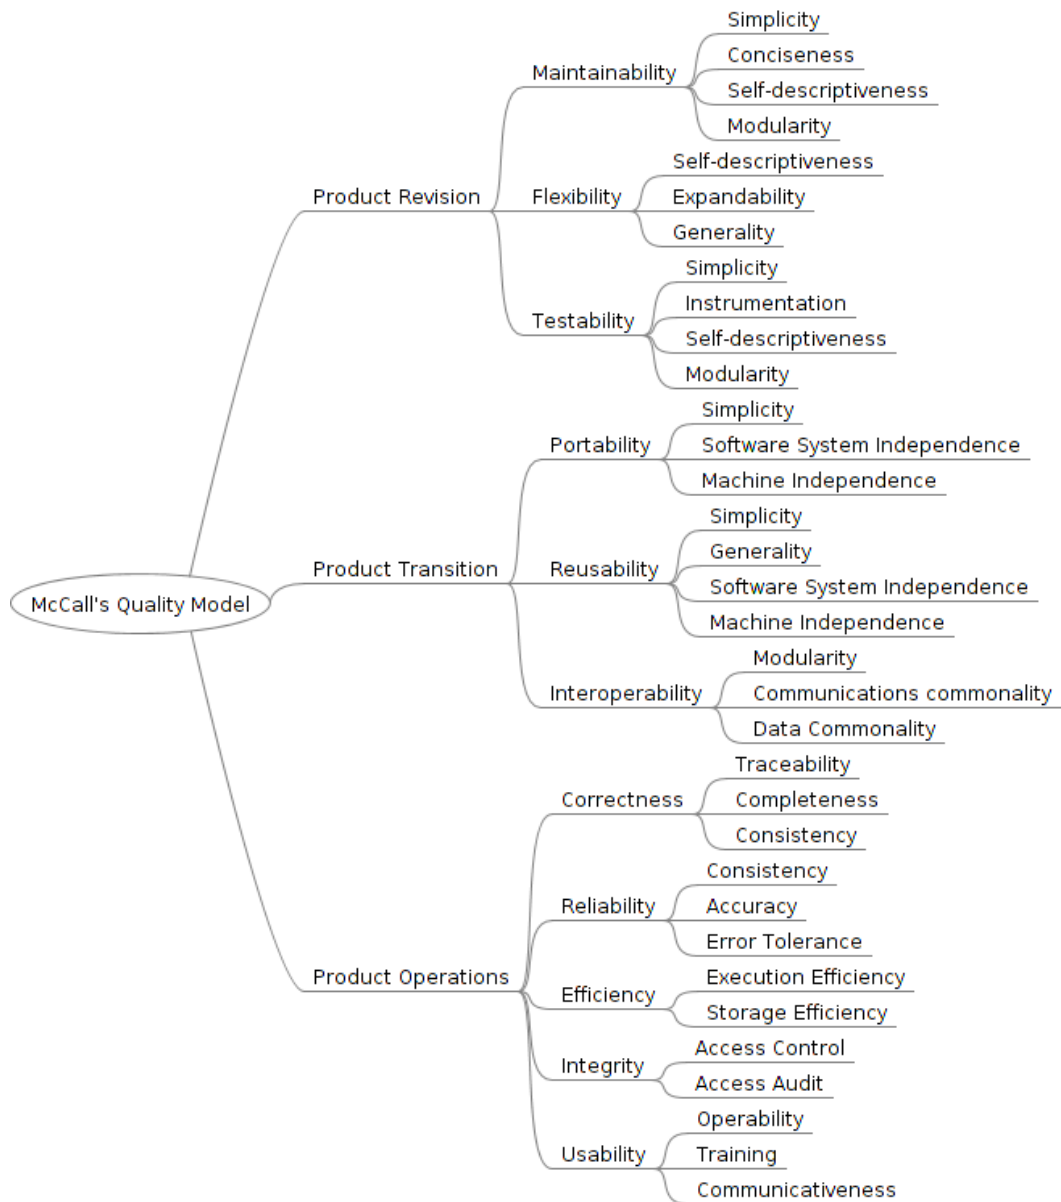 McCall's Quality Model
Product Revision
Maintainability
Simplicity
Conciseness
Self-descriptiveness
Modularity
Flexibility
Self-descriptiveness
Expandability
Generality
Testability
Simplicity
Instrumentation
Self-descriptiveness
Modularity
Product Transition
Portability
Simplicity
Software System Independence
Machine Independence
Reusability
Simplicity
Generality
Software System Independence
Machine Independence
Interoperability
Modularity
Communications commonality
Data Commonality
Product Operations
Correctness
Traceability
Completeness
Consistency
Reliability
Consistency
Accuracy
Error Tolerance
Efficiency
Execution Efficiency
Storage Efficiency
Integrity
Access Control
Access Audit
Usability
Operability
Training
Communicativeness